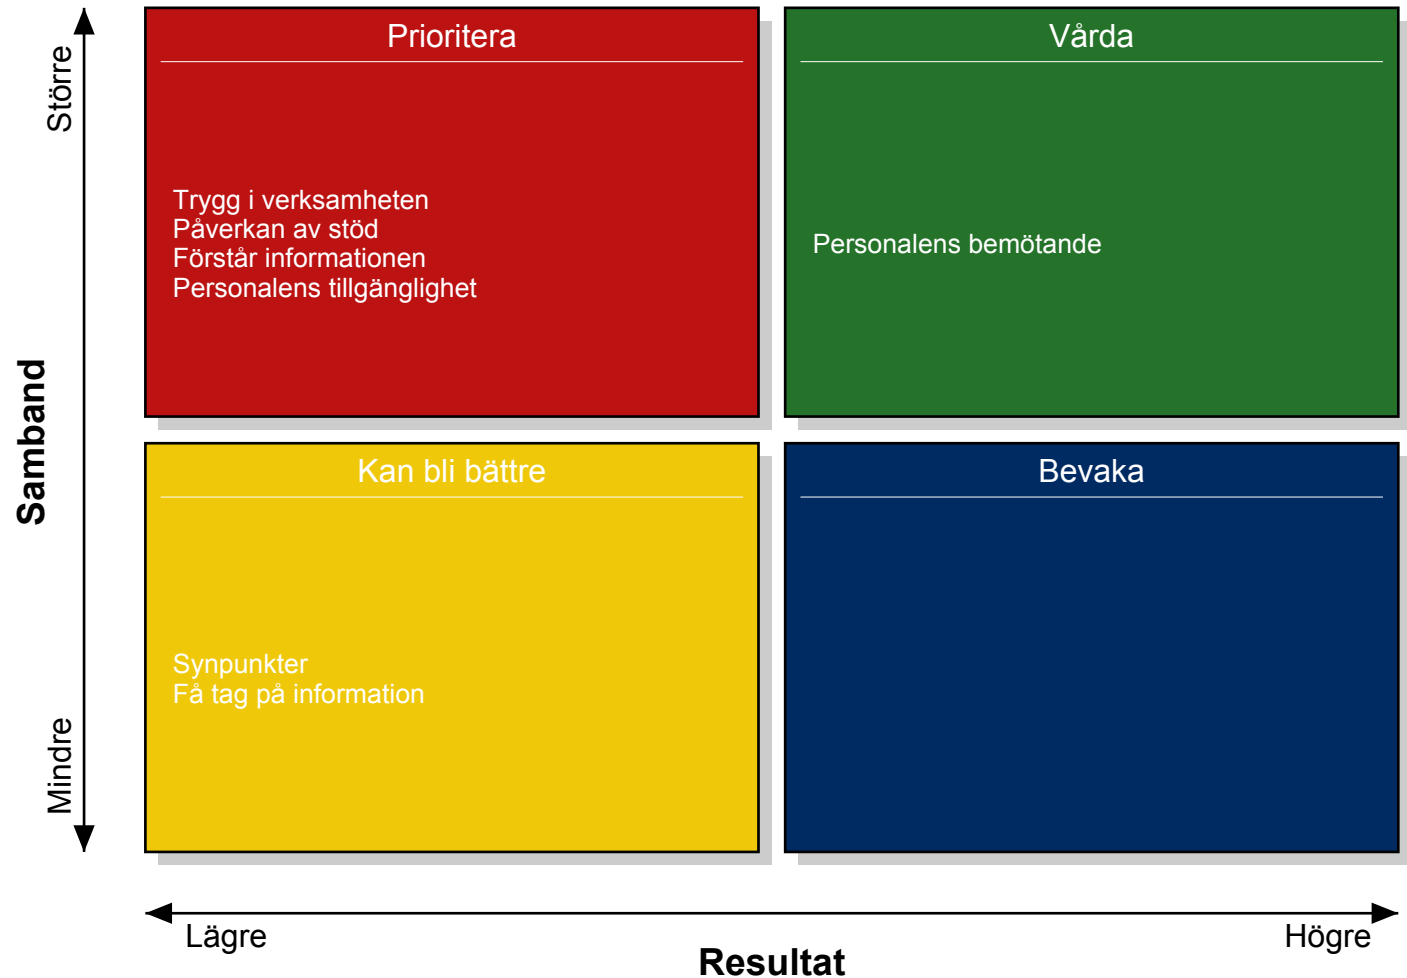 Större
Samband
Mindre
Prioritera
Trygg i verksamheten
Påverkan av stöd
Förstår informationen
Personalens tillgänglighet
Vårda
Personalens bemötande
Kan bli bättre
Synpunkter
Få tag på information
Bevaka
Lägre
Resultat
Högre